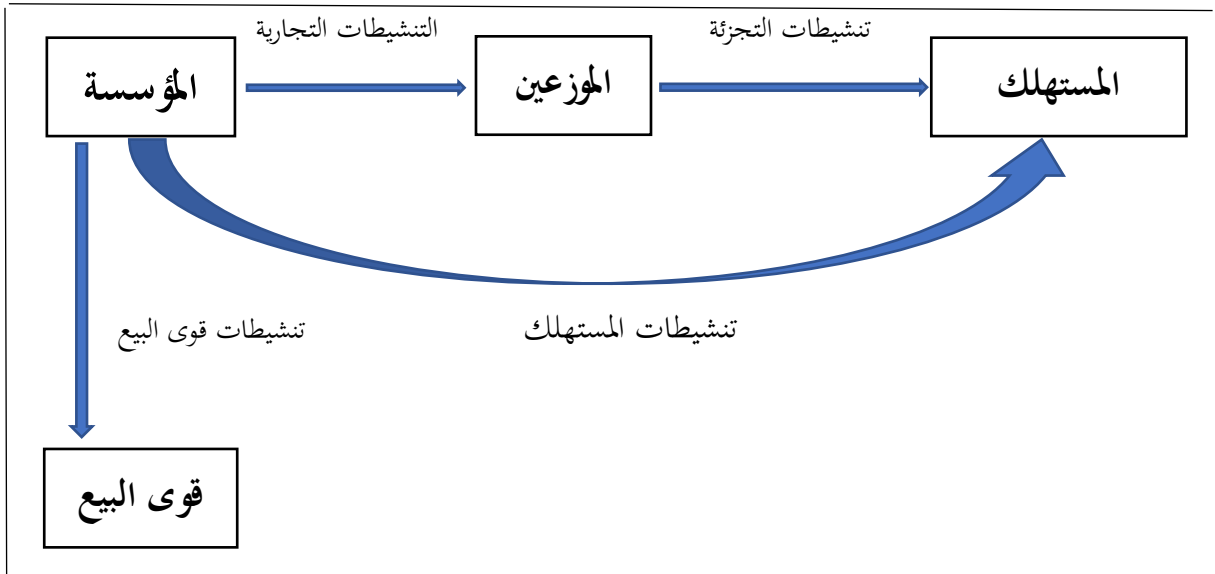 التنشيطات التجارية
تنشيطات التجزئة
المؤسسة
الموزعين
المستهلك
تنشيطات قوى البيع
تنشيطات المستهلك
قوى البيع